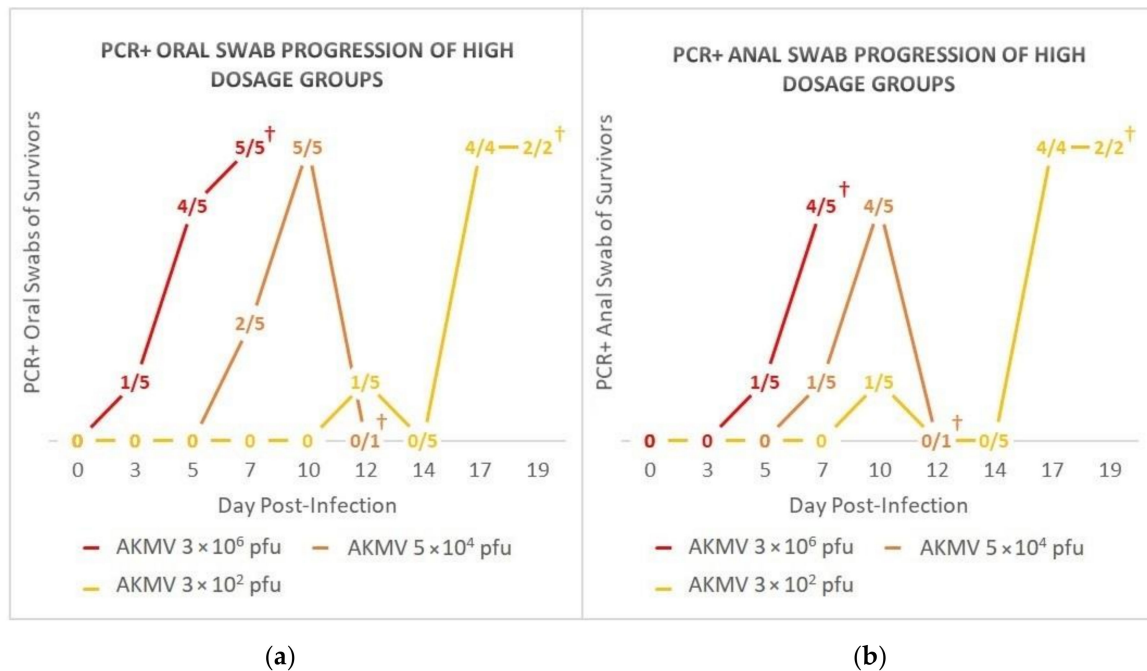 PCR+ ORAL SWAB PROGRESSION OF HIGH
DOSAGE GROUPS
PCR+ Oral Swabs of Survivors
5/5† 5/5 4/4 2/2†
4/5
2/5
1/5 1/5
0 0 0 0 0 0/1† 0/5
0 3 5 7 10 12 14 17 19
Day Post-Infection
AKMV 3 × 10⁶ pfu AKMV 5 × 10⁴ pfu
AKMV 3 × 10² pfu
(a)
PCR+ ANAL SWAB PROGRESSION OF HIGH
DOSAGE GROUPS
PCR+ Anal Swab of Survivors
4/4 2/2†
4/5† 4/5
1/5 1/5 1/5
0 0 0 0 0/1† 0/5
0 3 5 7 10 12 14 17 19
Day Post-Infection
AKMV 3 × 10⁶ pfu AKMV 5 × 10⁴ pfu
AKMV 3 × 10² pfu
(b)